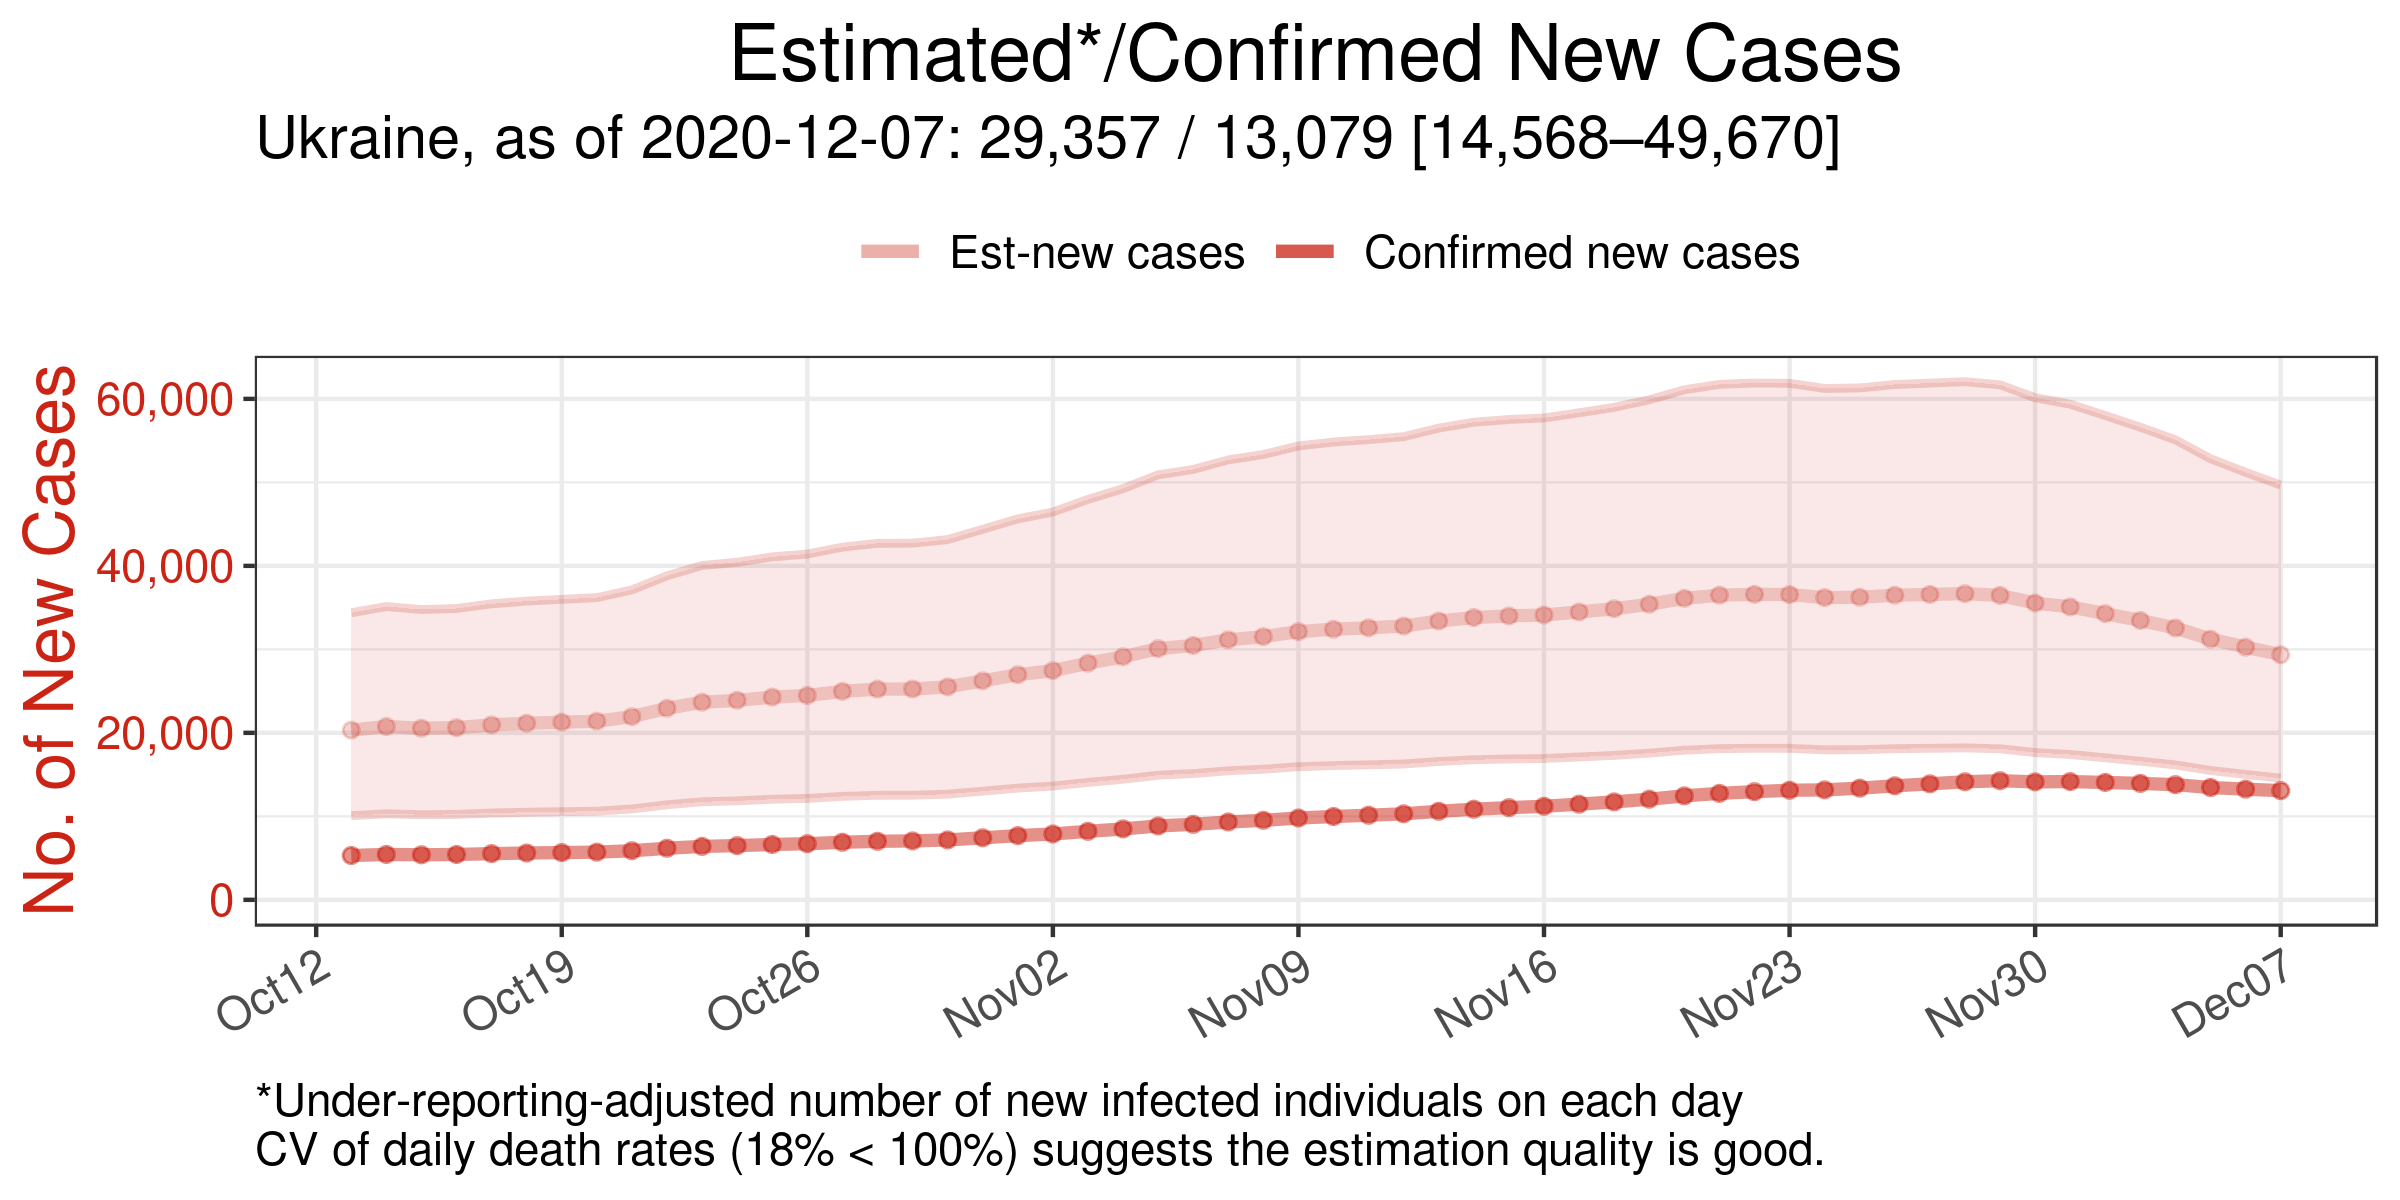 Estimated*/Confirmed New Cases
Ukraine, as of 2020-12-07: 29,357 / 13,079 [14,568–49,670]
Est-new cases Confirmed new cases
No. of New Cases
60,000
40,000
20,000
0
Oct12 Oct19 Oct26 Nov02 Nov09 Nov16 Nov23 Nov30 Dec07
*Under-reporting-adjusted number of new infected individuals on each day
CV of daily death rates (18% < 100%) suggests the estimation quality is good.